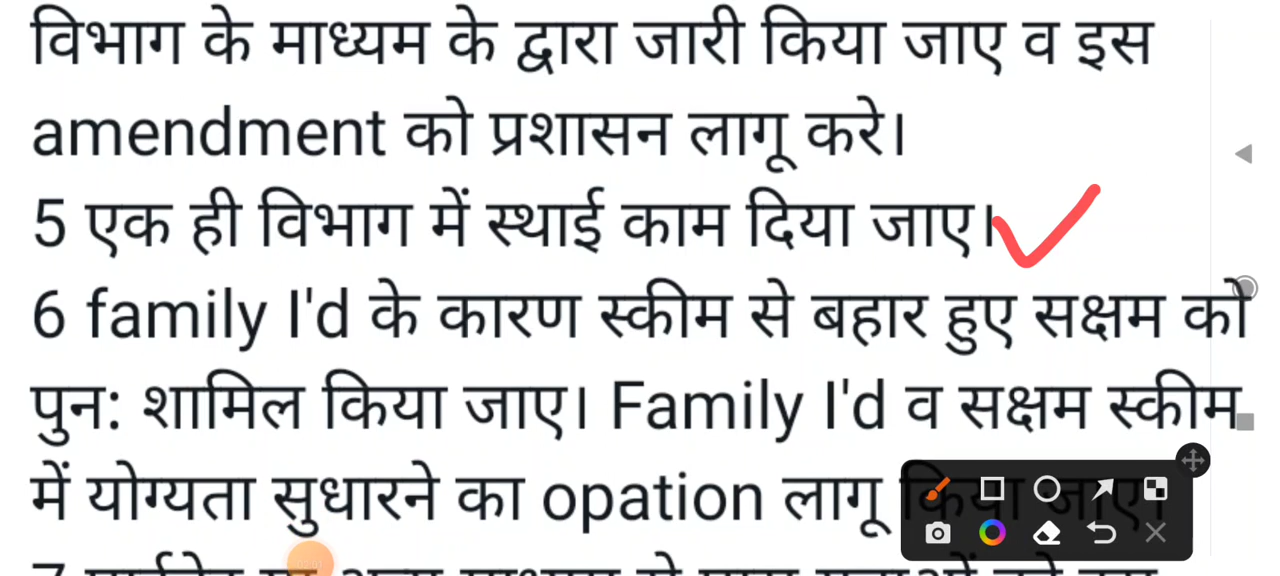 विभाग के माध्यम के द्वारा जारी किया जाए व इस
amendment को प्रशासन लागू करे।
5 एक ही विभाग में स्थाई काम दिया जाए।
6 family I'd के कारण स्कीम से बहार हुए सक्षम को
पुन: शामिल किया जाए। Family I'd व सक्षम स्कीम
में योग्यता सुधारने का opation लागू किया जाए।
7